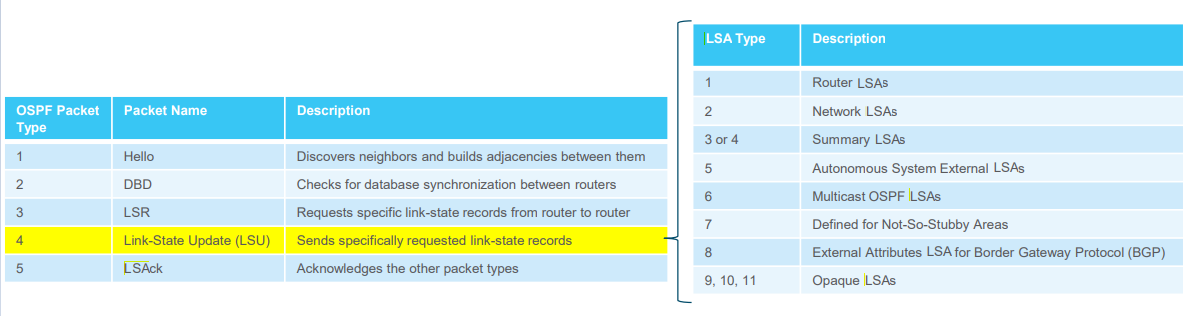 OSPF Packet Type Packet Name Description
1 Hello Discovers neighbors and builds adjacencies between them
2 DBD Checks for database synchronization between routers
3 LSR Requests specific link-state records from router to router
4 Link-State Update (LSU) Sends specifically requested link-state records
5 LSAck Acknowledges the other packet types
LSA Type Description
1 Router LSAs
2 Network LSAs
3 or 4 Summary LSAs
5 Autonomous System External LSAs
6 Multicast OSPF LSAs
7 Defined for Not-So-Stubby Areas
8 External Attributes LSA for Border Gateway Protocol (BGP)
9, 10, 11 Opaque LSAs